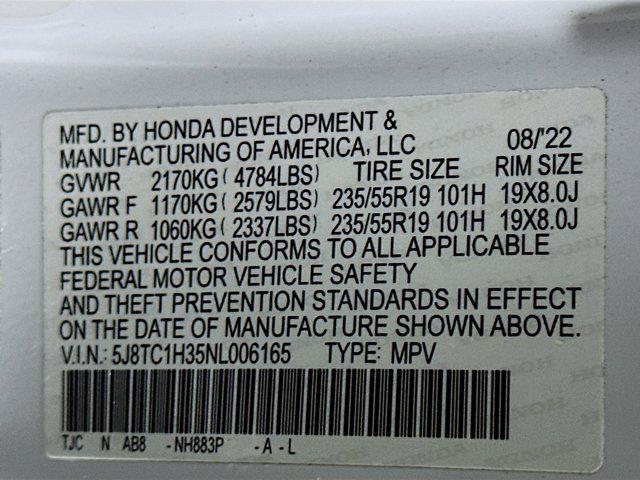 MFD. BY HONDA DEVELOPMENT &
MANUFACTURING OF AMERICA, LLC 08/'22
GVWR 2170KG ( 4784LBS) TIRE SIZE RIM SIZE
GAWR F 1170KG ( 2579LBS) 235/55R19 101H 19X8.0J
GAWR R 1060KG ( 2337LBS) 235/55R19 101H 19X8.0J
THIS VEHICLE CONFORMS TO ALL APPLICABLE
FEDERAL MOTOR VEHICLE SAFETY
AND THEFT PREVENTION STANDARDS IN EFFECT
ON THE DATE OF MANUFACTURE SHOWN ABOVE.
V.I.N.: 5J8TC1H35NL006165 TYPE: MPV
TJC N AB8 -NH883P -A-L